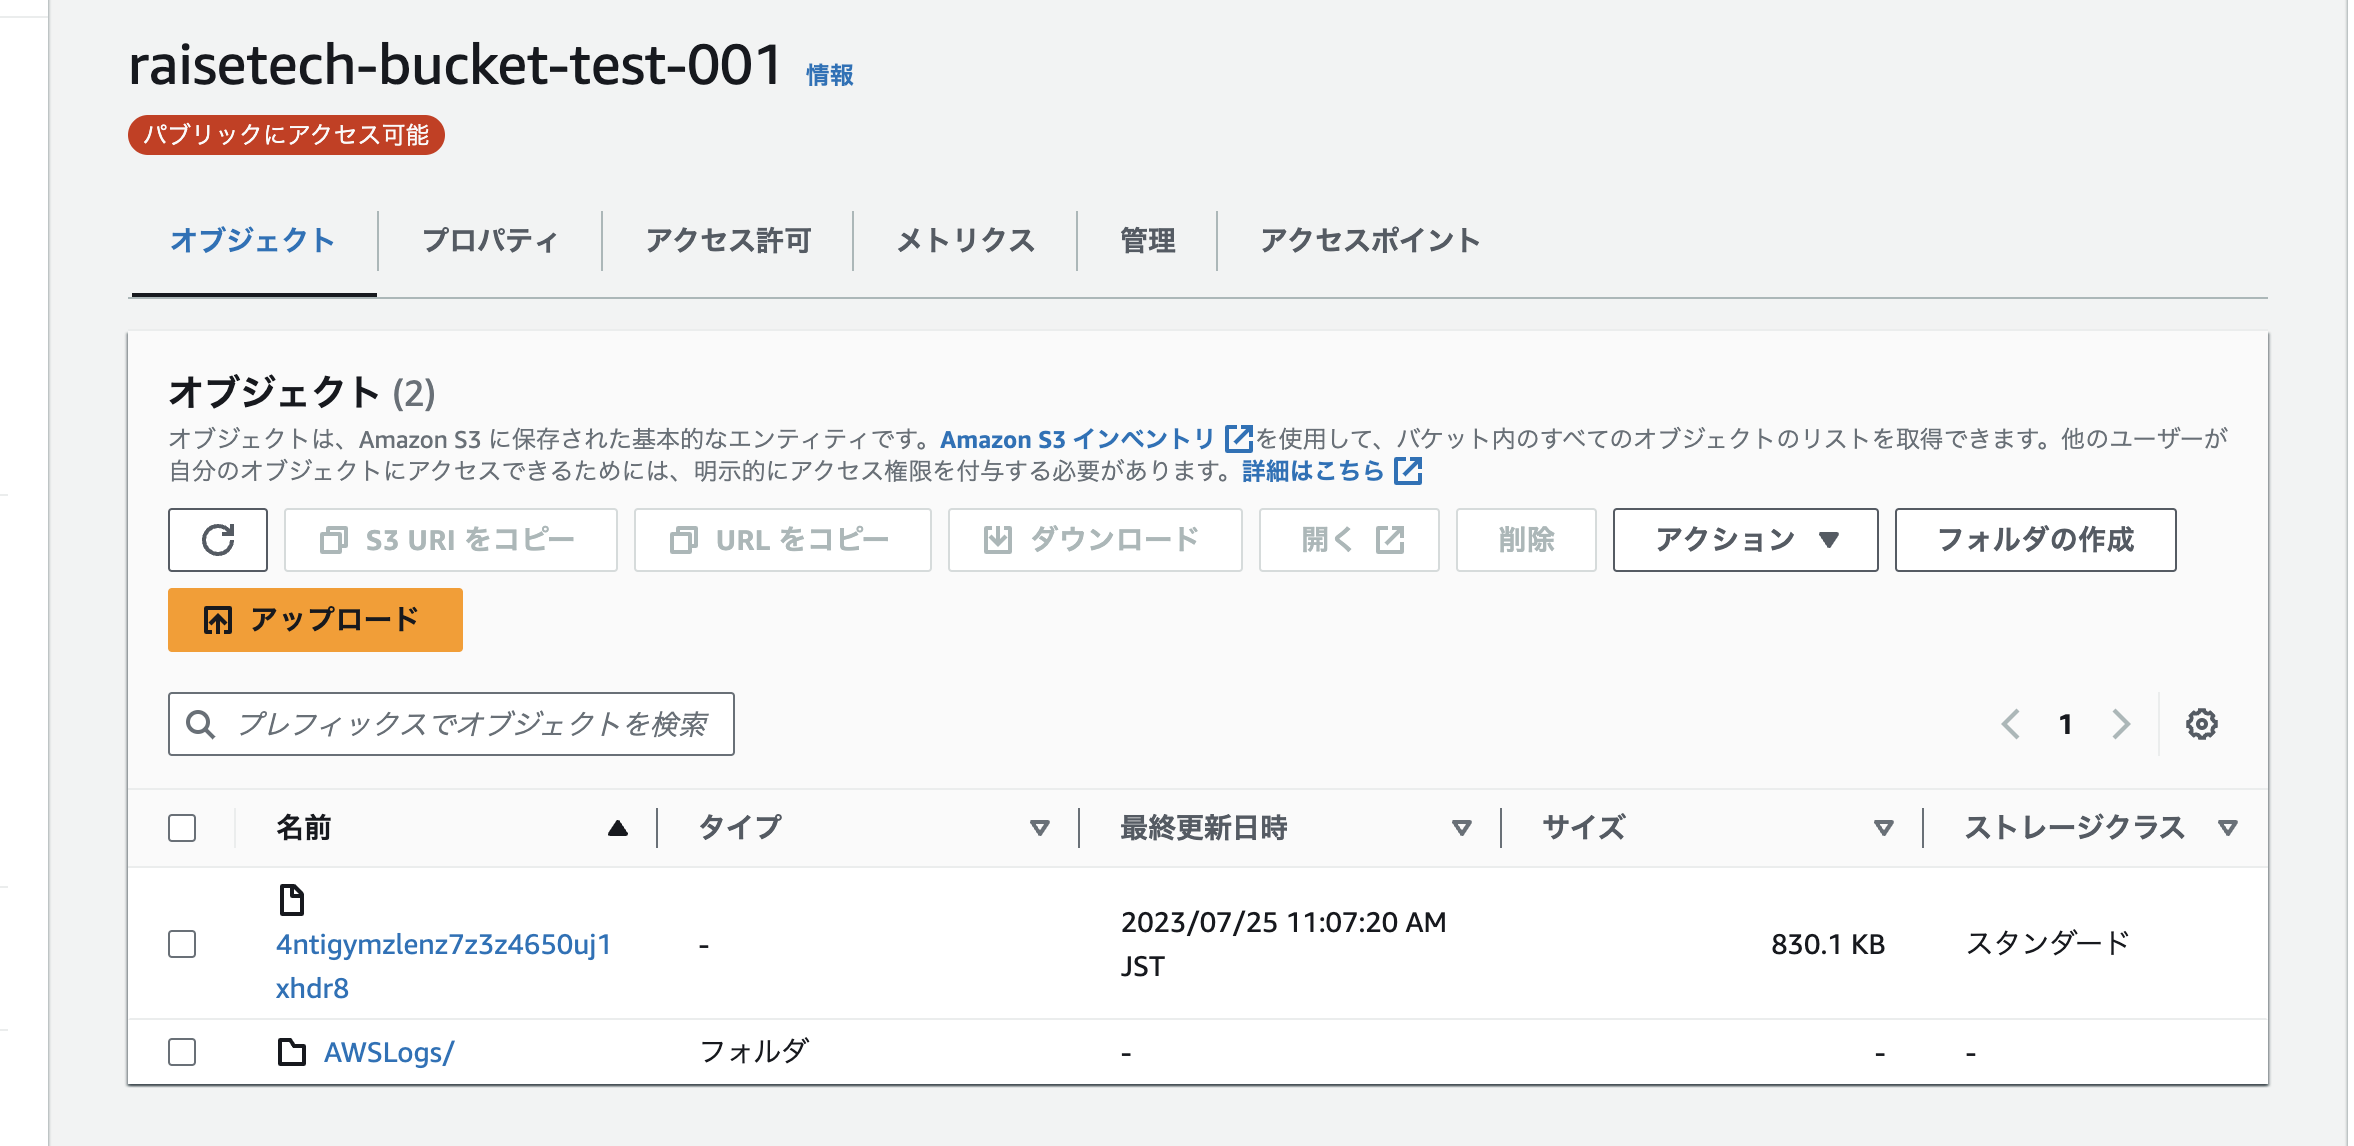 raisetech-bucket-test-001 情報
パブリックにアクセス可能
オブジェクト プロパティ アクセス許可 メトリクス 管理 アクセスポイント
オブジェクト (2)
オブジェクトは、Amazon S3 に保存された基本的なエンティティです。Amazon S3 インベントリ を使用して、バケット内のすべてのオブジェクトのリストを取得できます。他のユーザーが
自分のオブジェクトにアクセスできるためには、明示的にアクセス権限を付与する必要があります。詳細はこちら
S3 URI をコピー URL をコピー ダウンロード 開く 削除 アクション フォルダの作成
アップロード
プレフィックスでオブジェクトを検索 1
名前 タイプ 最終更新日時 サイズ ストレージクラス
4ntigymzlenz7z3z4650uj1
xhdr8
-
2023/07/25 11:07:20 AM
JST
830.1 KB
スタンダード
AWSLogs/ フォルダ - - -